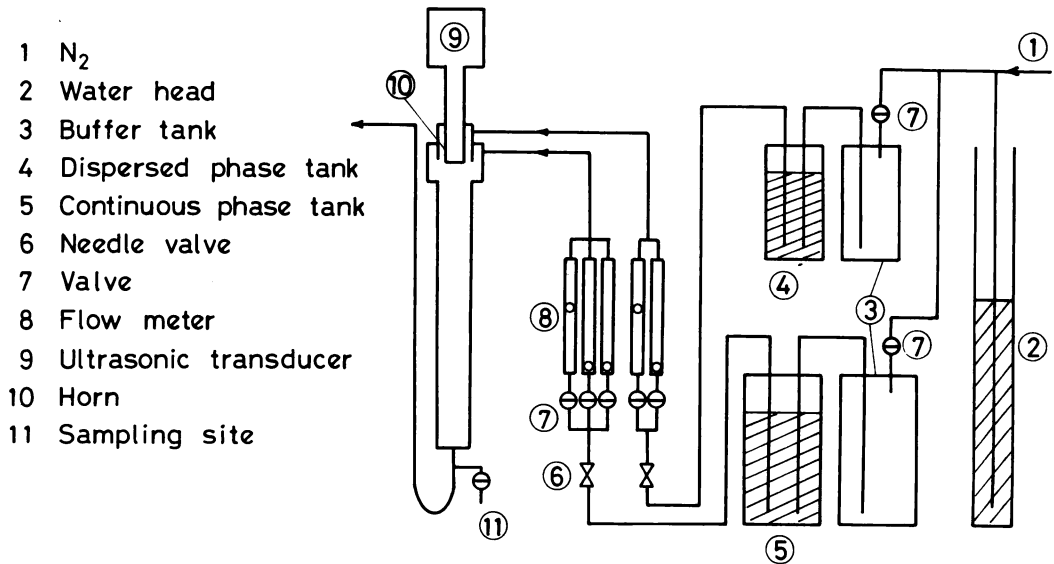 1 N₂
2 Water head
3 Buffer tank
4 Dispersed phase tank
5 Continuous phase tank
6 Needle valve
7 Valve
8 Flow meter
9 Ultrasonic transducer
10 Horn
11 Sampling site
9
10
1
7
4
3
8
7
2
7
6
11
5